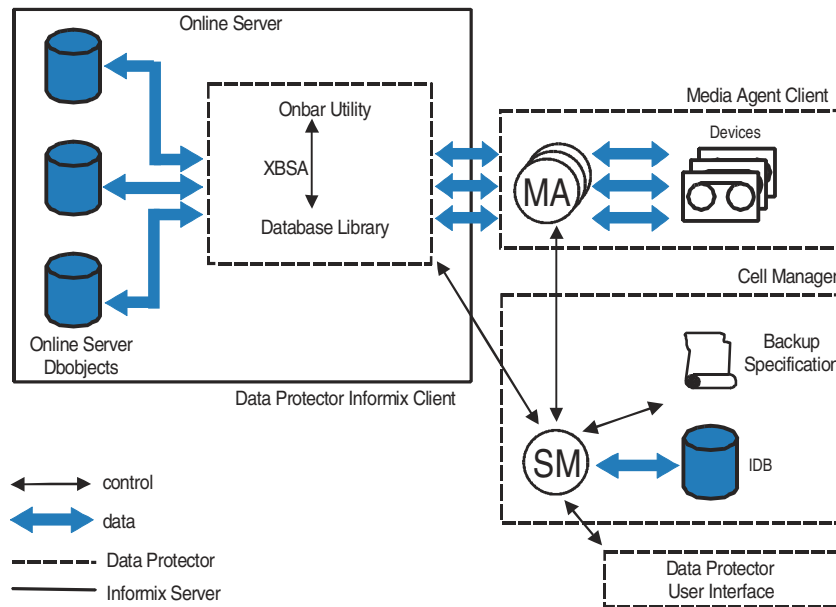 Online Server
Onbar Utility
XBSA
Database Library
Online Server
Dbobjects
Data Protector Informix Client
Media Agent Client
Devices
MA
Cell Manager
Backup
Specification
SM
IDB
Data Protector
User Interface
control
data
Data Protector
Informix Server